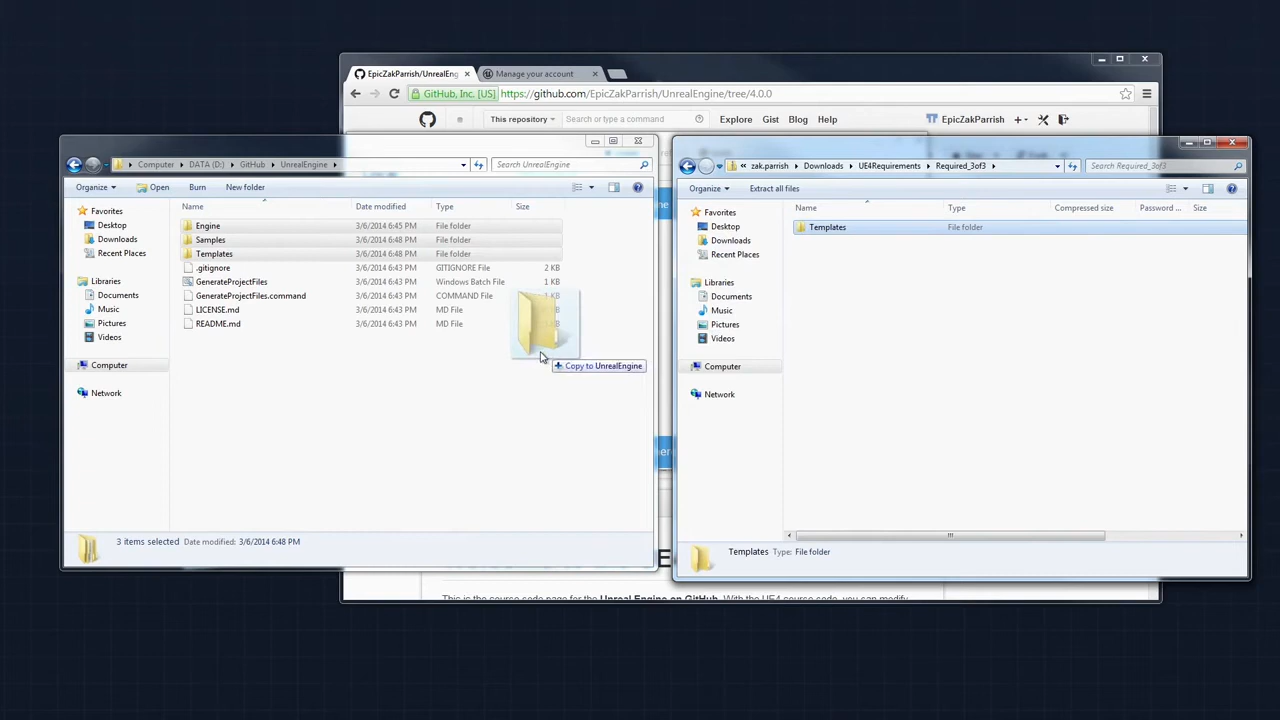 EpicZakParrish/UnrealEng
Manage your account
GitHub, Inc. [US]
https://github.com/EpicZakParrish/UnrealEngine/tree/4.0.0
This repository
Search or type a command
Explore
Gist
Blog
Help
EpicZakParrish
Computer
DATA (D:)
GitHub
UnrealEngine
Search UnrealEngine
Organize
Open
Burn
New folder
Favorites
Desktop
Downloads
Recent Places
Libraries
Documents
Music
Pictures
Videos
Computer
Network
Name Date modified Type Size
Engine 3/6/2014 6:45 PM File folder
Samples 3/6/2014 6:48 PM File folder
Templates 3/6/2014 6:48 PM File folder
.gitignore 3/6/2014 6:43 PM GITIGNORE File 2 KB
GenerateProjectFiles 3/6/2014 6:43 PM Windows Batch File 1 KB
GenerateProjectFiles.command 3/6/2014 6:43 PM COMMAND File 1 KB
LICENSE.md 3/6/2014 6:43 PM MD File
README.md 3/6/2014 6:43 PM MD File
Copy to UnrealEngine
3 items selected Date modified: 3/6/2014 6:48 PM
zak.parrish
Downloads
UE4Requirements
Required_3of3
Search Required_3of3
Organize
Extract all files
Favorites
Desktop
Downloads
Recent Places
Libraries
Documents
Music
Pictures
Videos
Computer
Network
Name Type Compressed size Password ... Size
Templates File folder
Templates Type: File folder
This is the source code page for the Unreal Engine on GitHub. With the UE4 source code, you can modify